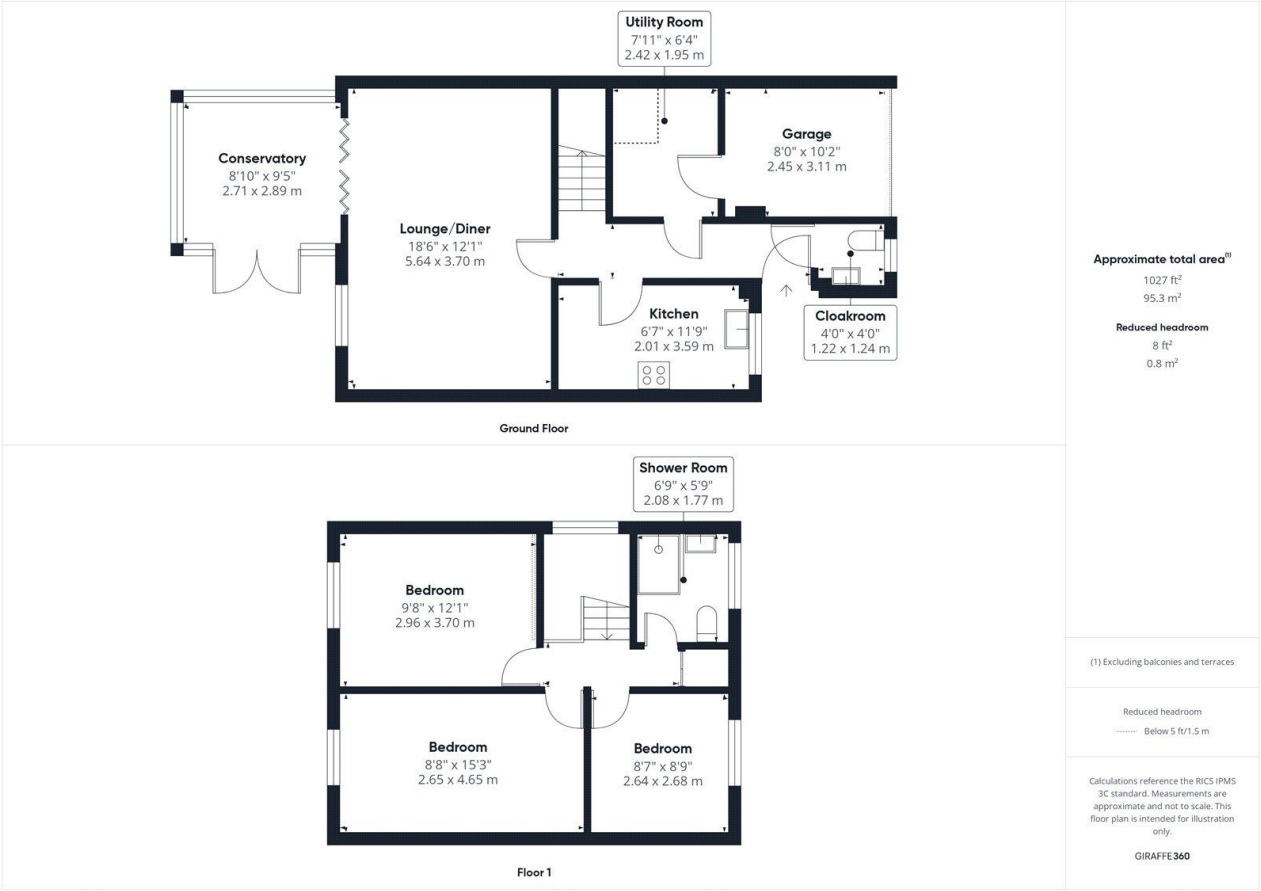 Utility Room
7'11" x 6'4"
2.42 x 1.95 m
Garage
8'0" x 10'2"
2.45 x 3.11 m
Conservatory
8'10" x 9'5"
2.71 x 2.89 m
Lounge/Diner
18'6" x 12'1"
5.64 x 3.70 m
Kitchen
6'7" x 11'9"
2.01 x 3.59 m
Cloakroom
4'0" x 4'0"
1.22 x 1.24 m
Ground Floor
Shower Room
6'9" x 5'9"
2.08 x 1.77 m
Bedroom
9'8" x 12'1"
2.96 x 3.70 m
Bedroom
8'8" x 15'3"
2.65 x 4.65 m
Bedroom
8'7" x 8'9"
2.64 x 2.68 m
Floor 1
Approximate total area⁽¹⁾
1027 ft²
95.3 m²
Reduced headroom
8 ft²
0.8 m²
(1) Excluding balconies and terraces
Reduced headroom
Below 5 ft/1.5 m
Calculations reference the RICS IPMS
3C standard. Measurements are
approximate and not to scale. This
floor plan is intended for illustration
only.
GIRAFFE360